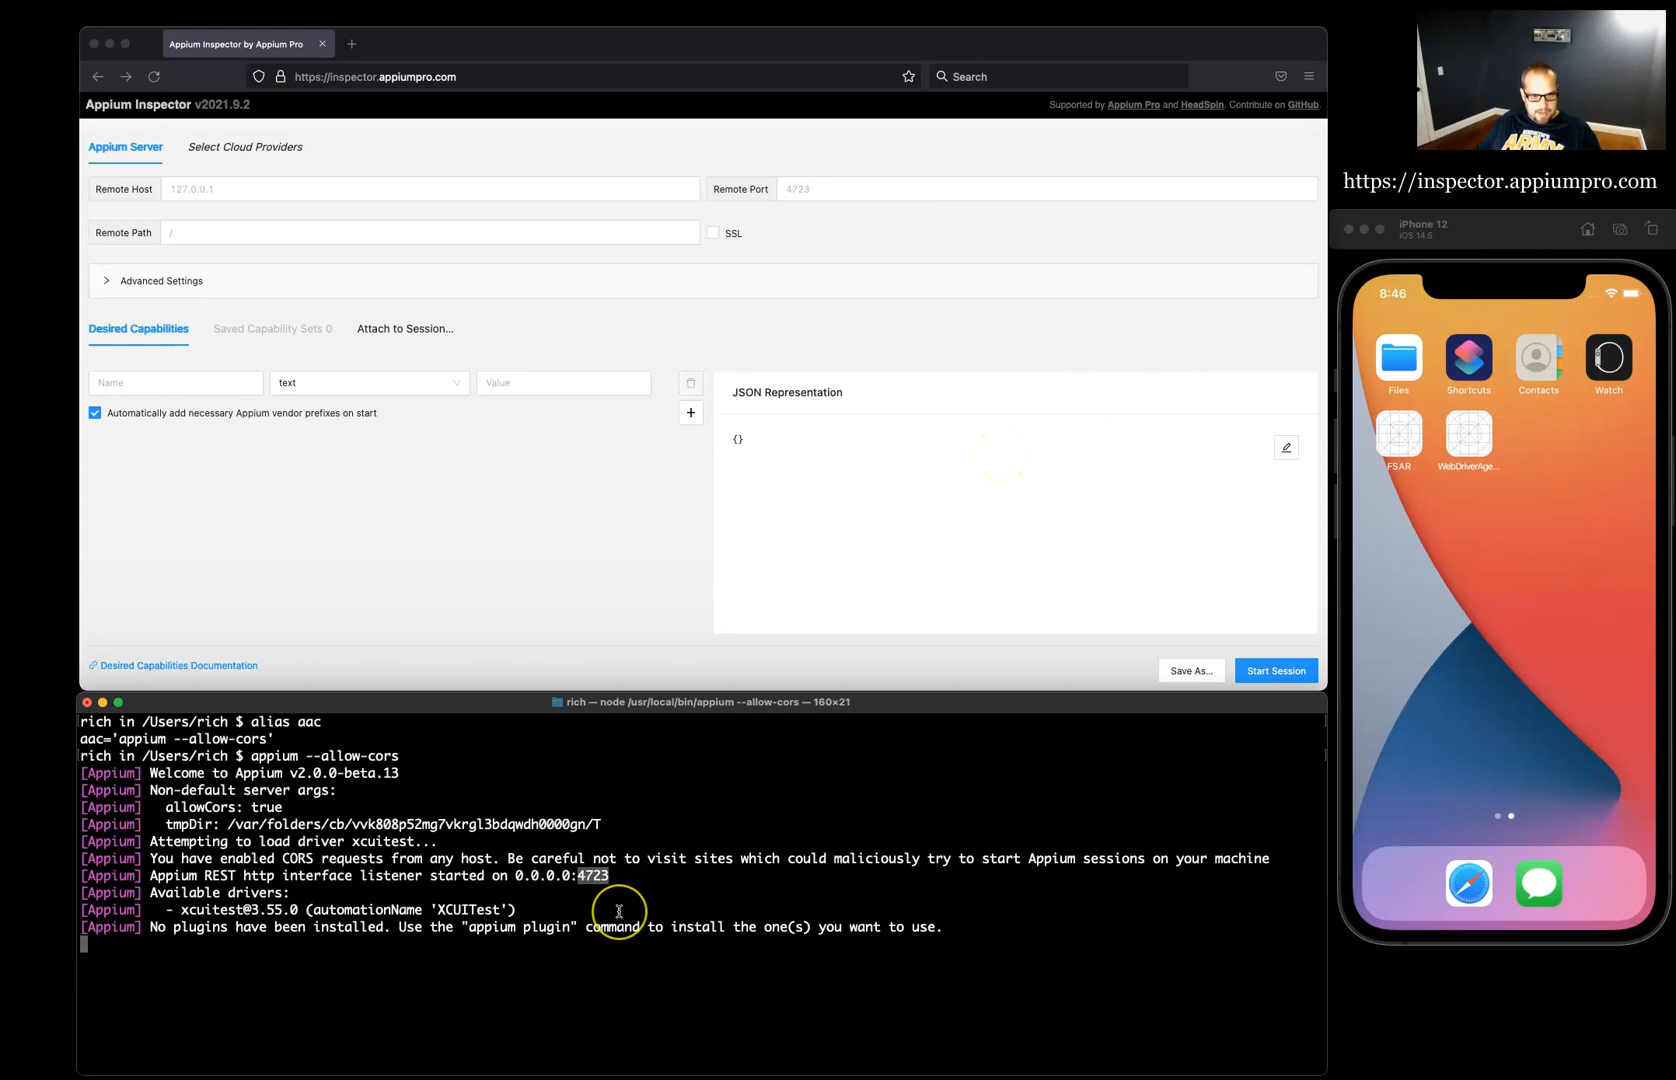 Appium Inspector by Appium Pro
https://inspector.appiumpro.com
Search
Appium Inspector v2021.9.2
Supported by Appium Pro and HeadSpin. Contribute on GitHub.
Appium Server
Select Cloud Providers
Remote Host
127.0.0.1
Remote Port
4723
Remote Path
/
SSL
Advanced Settings
Desired Capabilities
Saved Capability Sets 0
Attach to Session...
Name
text
Value
Automatically add necessary Appium vendor prefixes on start
JSON Representation
{}
Desired Capabilities Documentation
Save As...
Start Session
rich — node /usr/local/bin/appium --allow-cors — 160×21
rich in /Users/rich $ alias aac
aac='appium --allow-cors'
rich in /Users/rich $ appium --allow-cors
[Appium] Welcome to Appium v2.0.0-beta.13
[Appium] Non-default server args:
[Appium]   allowCors: true
[Appium]   tmpDir: /var/folders/cb/vvk808p52mg7vkrgl3bdqwdh0000gn/T
[Appium] Attempting to load driver xcuitest...
[Appium] You have enabled CORS requests from any host. Be careful not to visit sites which could maliciously try to start Appium sessions on your machine
[Appium] Appium REST http interface listener started on 0.0.0.0:4723
[Appium] Available drivers:
[Appium]   - xcuitest@3.55.0 (automationName 'XCUITest')
[Appium] No plugins have been installed. Use the "appium plugin" command to install the one(s) you want to use.
ARMY
https://inspector.appiumpro.com
iPhone 12
iOS 14.5
8:46
Files
Shortcuts
Contacts
Watch
FSAR
WebDriverAge...